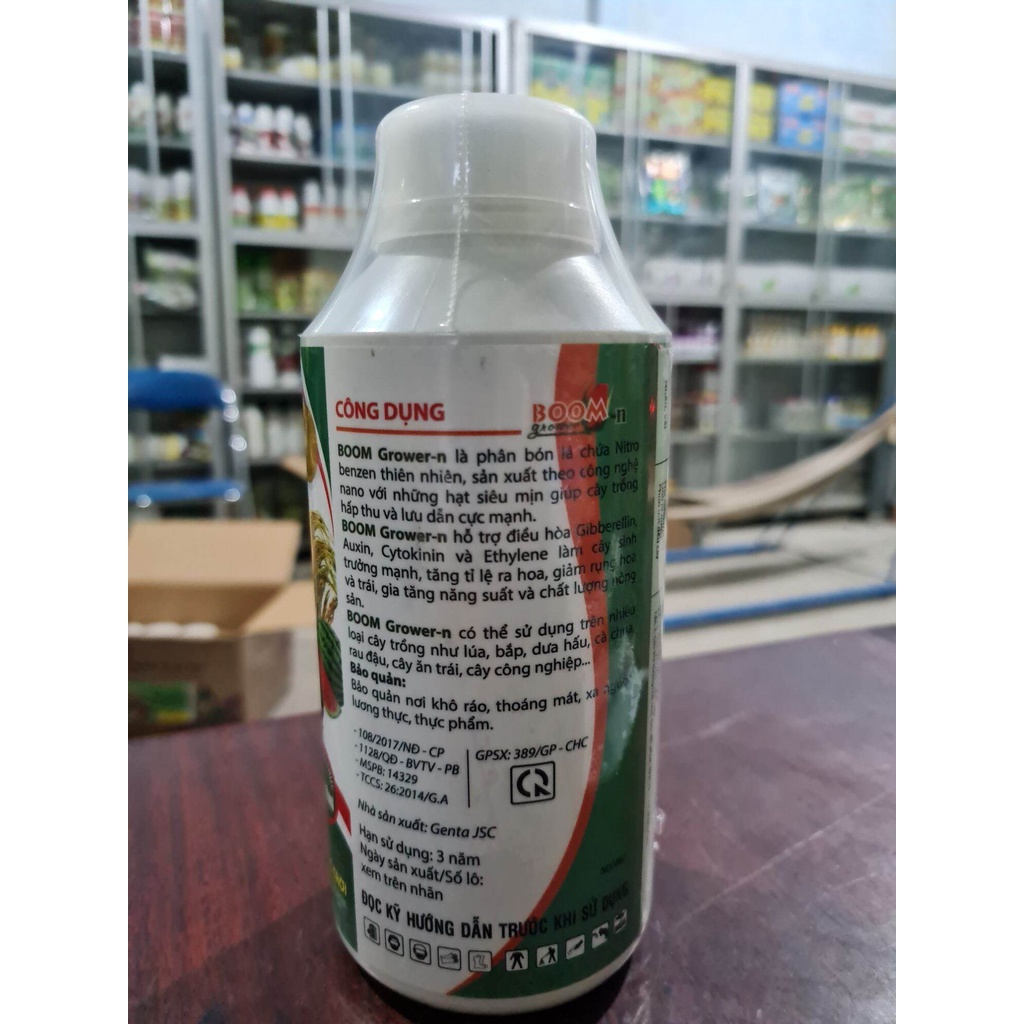 CÔNG DỤNG
BOOM grower-n
BOOM Grower-n là phân bón lá chứa Nitro
benzen thiên nhiên, sản xuất theo công nghệ
nano với những hạt siêu mịn giúp cây trồng
hấp thu và lưu dẫn cực mạnh.
BOOM Grower-n hỗ trợ điều hòa Gibberellin,
Auxin, Cytokinin và Ethylene làm cây sinh
trưởng mạnh, tăng tỉ lệ ra hoa, giảm rụng hoa
và trái, gia tăng năng suất và chất lượng nông
sản.
BOOM Grower-n có thể sử dụng trên nhiều
loại cây trồng như lúa, bắp, dưa hấu, cà chua,
rau đậu, cây ăn trái, cây công nghiệp...
Bảo quản:
Bảo quản nơi khô ráo, thoáng mát, xa
lương thực, thực phẩm.
- 108/2017/NĐ - CP
- 1128/QĐ - BVTV - PB
- MSPB: 14329
- TCCS: 26:2014/G.A
GPSX: 389/GP - CHC
Nhà sản xuất: Genta JSC
Hạn sử dụng: 3 năm
Ngày sản xuất/Số lô:
xem trên nhãn
ĐỌC KỸ HƯỚNG DẪN TRƯỚC KHI SỬ DỤNG